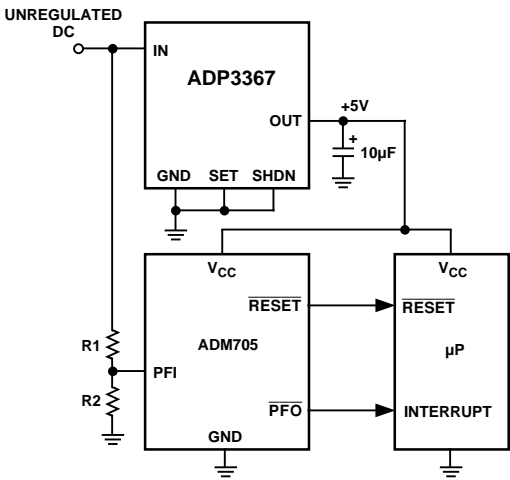 UNREGULATED
DC
IN
ADP3367
OUT
+5V
+
10µF
GND SET SHDN
VCC
VCC
RESET
RESET
R1
ADM705
µP
PFI
R2
PFO
INTERRUPT
GND